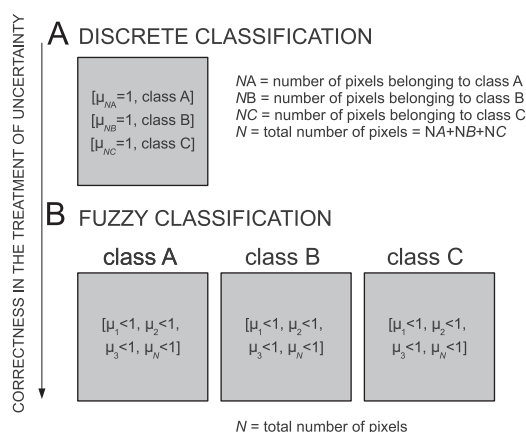 CORRECTNESS IN THE TREATMENT OF UNCERTAINTY
A DISCRETE CLASSIFICATION
[μNA=1, class A]
[μNB=1, class B]
[μNC=1, class C]
NA = number of pixels belonging to class A
NB = number of pixels belonging to class B
NC = number of pixels belonging to class C
N = total number of pixels = NA+NB+NC
B FUZZY CLASSIFICATION
class A class B class C
[μ1<1, μ2<1, [μ1<1, μ2<1, [μ1<1, μ2<1,
μ3<1, μN<1] μ3<1, μN<1] μ3<1, μN<1]
N = total number of pixels